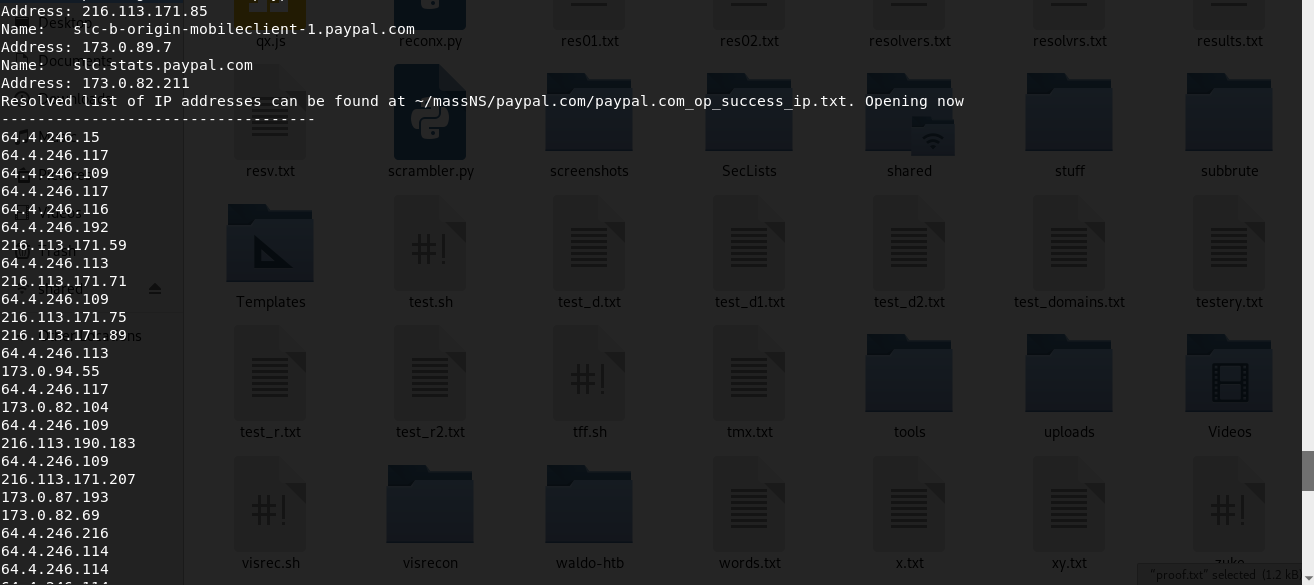 Address: 216.113.171.85
Name:   slc-b-origin-mobileclient-1.paypal.com
Address: 173.0.89.7
Name:   slc.stats.paypal.com
Address: 173.0.82.211
Resolved list of IP addresses can be found at ~/massNS/paypal.com/paypal.com_op_success_ip.txt. Opening now
-----------------------------------
64.4.246.15
64.4.246.117
64.4.246.109
64.4.246.117
64.4.246.116
64.4.246.192
216.113.171.59
64.4.246.113
216.113.171.71
64.4.246.109
216.113.171.75
216.113.171.89
64.4.246.113
173.0.94.55
64.4.246.117
173.0.82.104
64.4.246.109
216.113.190.183
64.4.246.109
216.113.171.207
173.0.87.193
173.0.82.69
64.4.246.216
64.4.246.114
64.4.246.114
64.4.246.114
qx.js reconx.py res01.txt res02.txt resolvers.txt resolvrs.txt results.txt
resv.txt scrambler.py screenshots SecLists shared stuff subbrute
Templates test.sh test_d.txt test_d1.txt test_d2.txt test_domains.txt testery.txt
test_r.txt test_r2.txt tff.sh tmx.txt tools uploads Videos
visrec.sh visrecon waldo-htb words.txt x.txt xy.txt
"proof.txt" selected (1.2 kB)